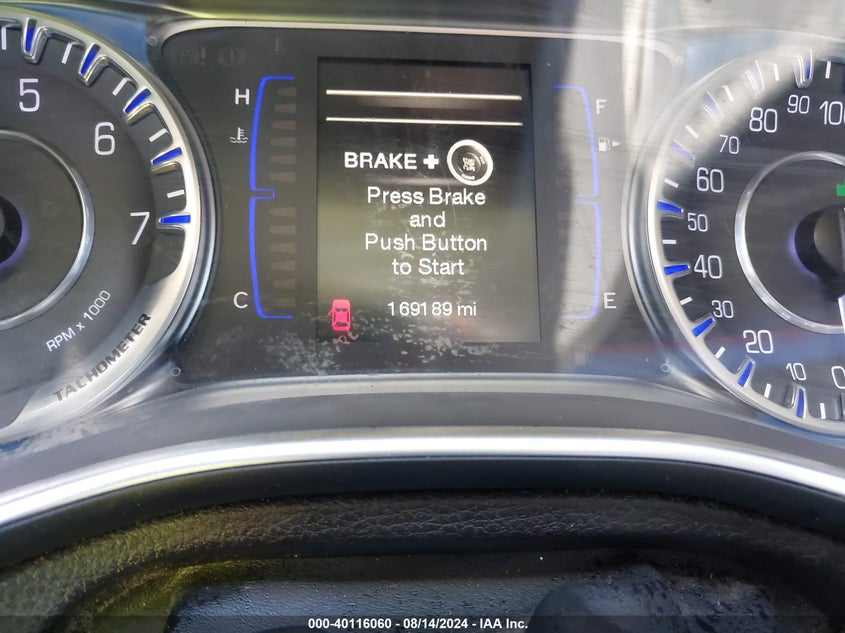 5
6
7
RPM x 1000
TACHOMETER
H
C
BRAKE +
Press Brake
and
Push Button
to Start
169189 mi
F
E
100
90
80
70
60
50
40
30
20
10
0
000-40116060 - 08/14/2024 - IAA Inc.